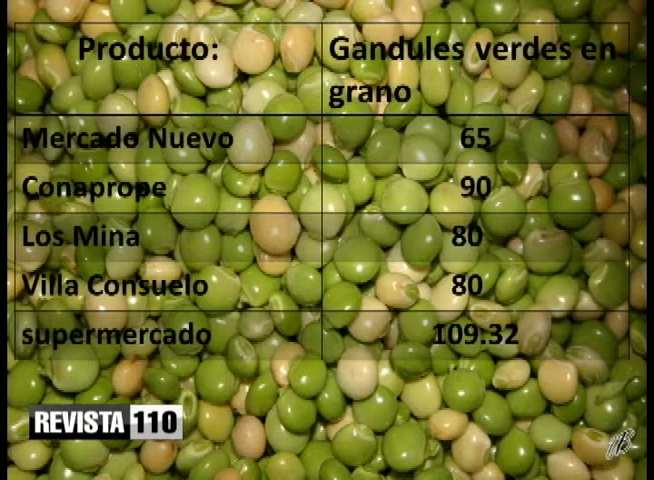 Producto: Gandules verdes en
grano
Mercado Nuevo 65
Conaprope 90
Los Mina 80
Villa Consuelo 80
supermercado 109.32
REVISTA 110